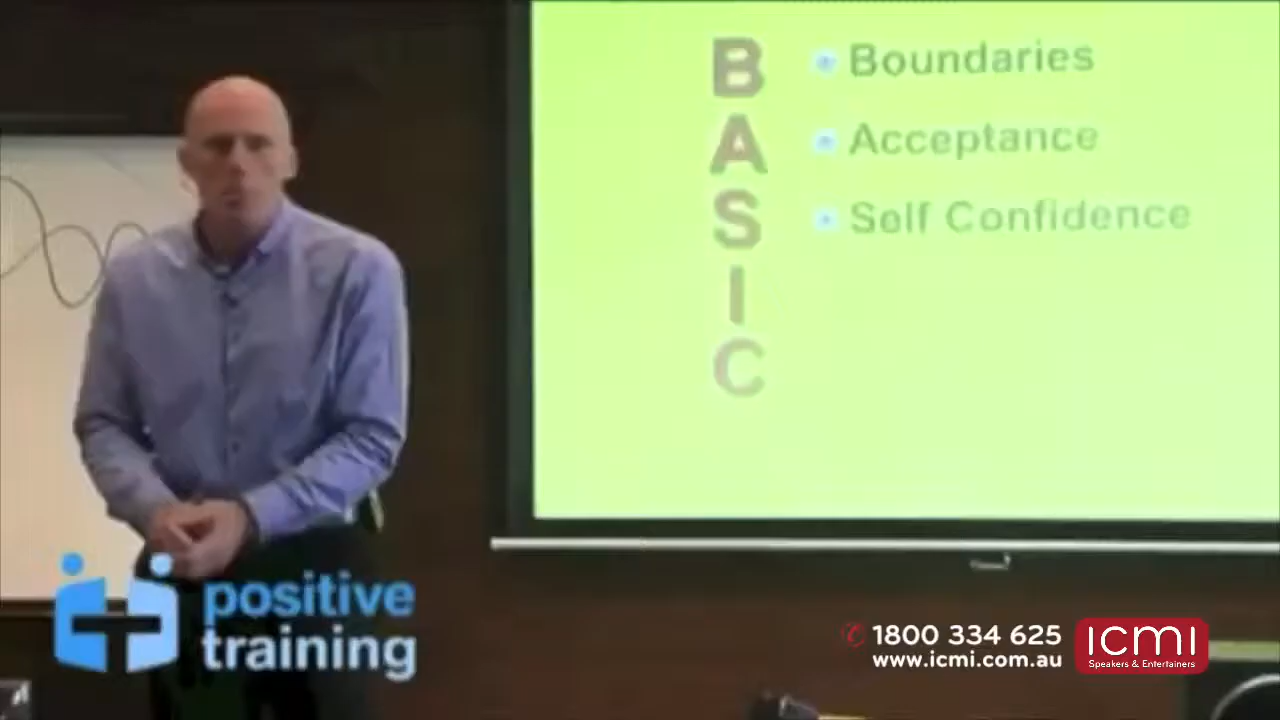 B • Boundaries
A • Acceptance
S • Self Confidence
I
C
positive
training
1800 334 625
www.icmi.com.au
ICMI
Speakers & Entertainers